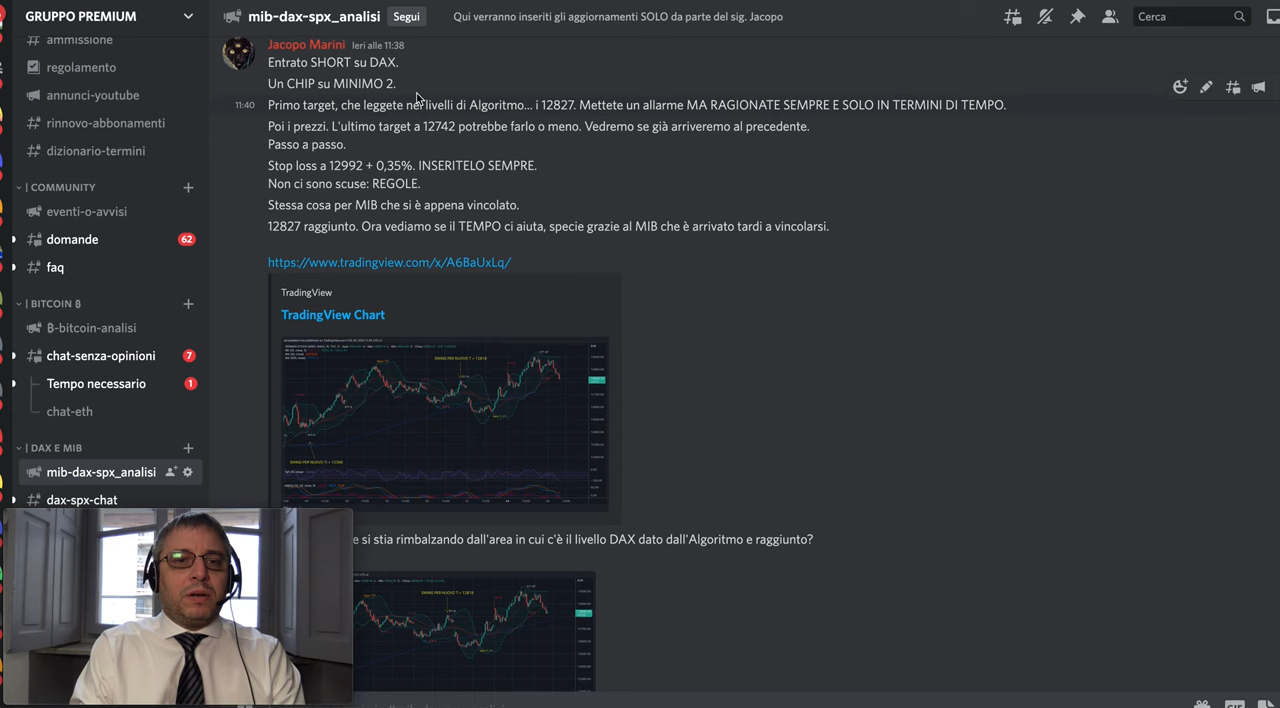 GRUPPO PREMIUM
ammissione
regolamento
annunci-youtube
rinnovo-abbonamenti
dizionario-termini
| COMMUNITY
eventi-o-avvisi
domande 62
faq
| BITCOIN ₿
₿-bitcoin-analisi
chat-senza-opinioni 7
Tempo necessario 1
chat-eth
| DAX E MIB
mib-dax-spx_analisi
dax-spx-chat
mib-dax-spx_analisi Segui Qui verranno inseriti gli aggiornamenti SOLO da parte del sig. Jacopo
Cerca
Jacopo Marini Ieri alle 11:38
Entrato SHORT su DAX.
Un CHIP su MINIMO 2.
11:40 Primo target, che leggete nei livelli di Algoritmo... i 12827. Mettete un allarme MA RAGIONATE SEMPRE E SOLO IN TERMINI DI TEMPO.
Poi i prezzi. L'ultimo target a 12742 potrebbe farlo o meno. Vedremo se già arriveremo al precedente.
Passo a passo.
Stop loss a 12992 + 0,35%. INSERITELO SEMPRE.
Non ci sono scuse: REGOLE.
Stessa cosa per MIB che si è appena vincolato.
12827 raggiunto. Ora vediamo se il TEMPO ci aiuta, specie grazie al MIB che è arrivato tardi a vincolarsi.
https://www.tradingview.com/x/A6BaUxLq/
TradingView
TradingView Chart
e si stia rimbalzando dall'area in cui c'è il livello DAX dato dall'Algoritmo e raggiunto?
GIF